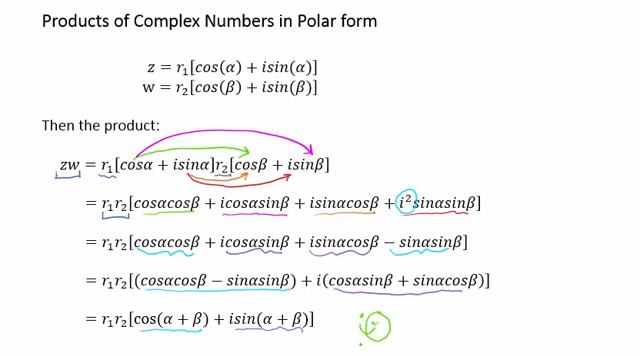 Products of Complex Numbers in Polar form
z = r₁[cos(α) + isin(α)]
w = r₂[cos(β) + isin(β)]
Then the product:
zw = r₁[cosα + isinα]r₂[cosβ + isinβ]
= r₁r₂[cosαcosβ + icosαsinβ + isinαcosβ + i²sinαsinβ]
= r₁r₂[cosαcosβ + icosαsinβ + isinαcosβ − sinαsinβ]
= r₁r₂[(cosαcosβ − sinαsinβ) + i(cosαsinβ + sinαcosβ)]
= r₁r₂[cos(α + β) + isin(α + β)]